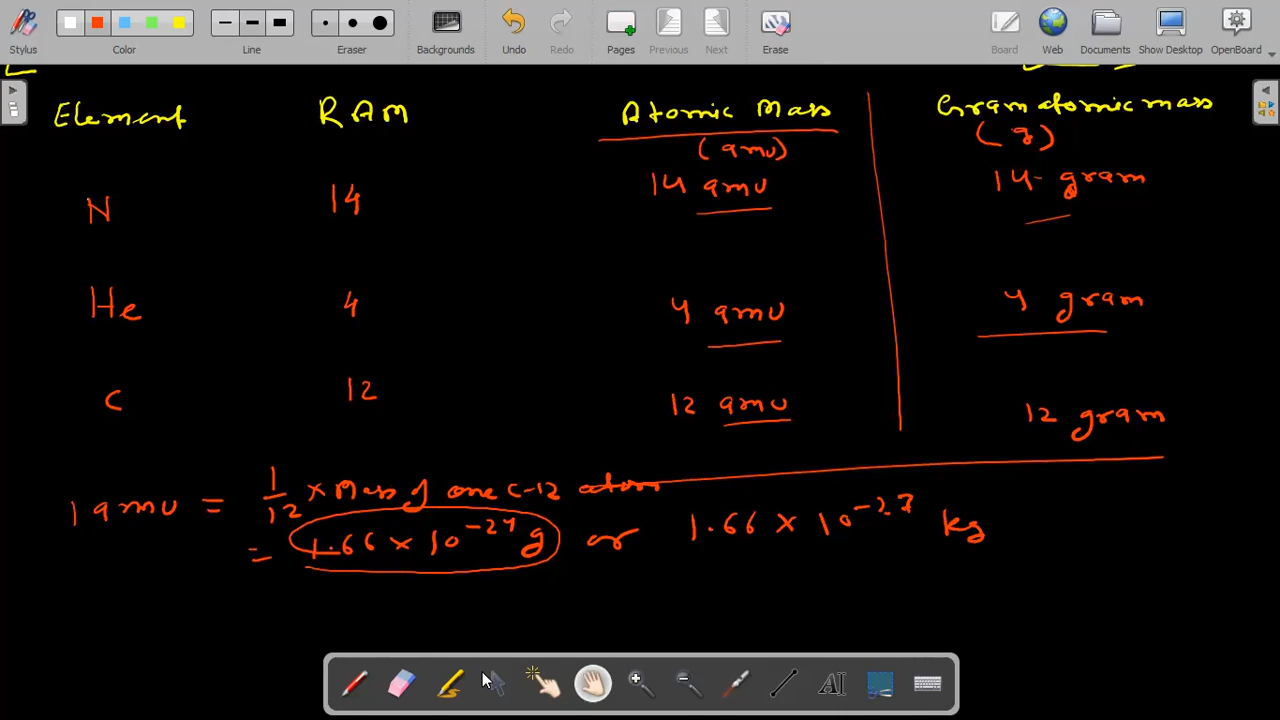 Stylus Color Line Eraser Backgrounds Undo Redo Pages Previous Next Erase Board Web Documents Show Desktop OpenBoard
Element RAM Atomic Mass Gram atomic mass
(amu) (g)
N 14 14 amu 14 gram
He 4 4 amu 4 gram
C 12 12 amu 12 gram
1 amu = 1/12 × Mass of one C-12 atom
= 1.66 × 10⁻²⁴ g or 1.66 × 10⁻²⁷ kg